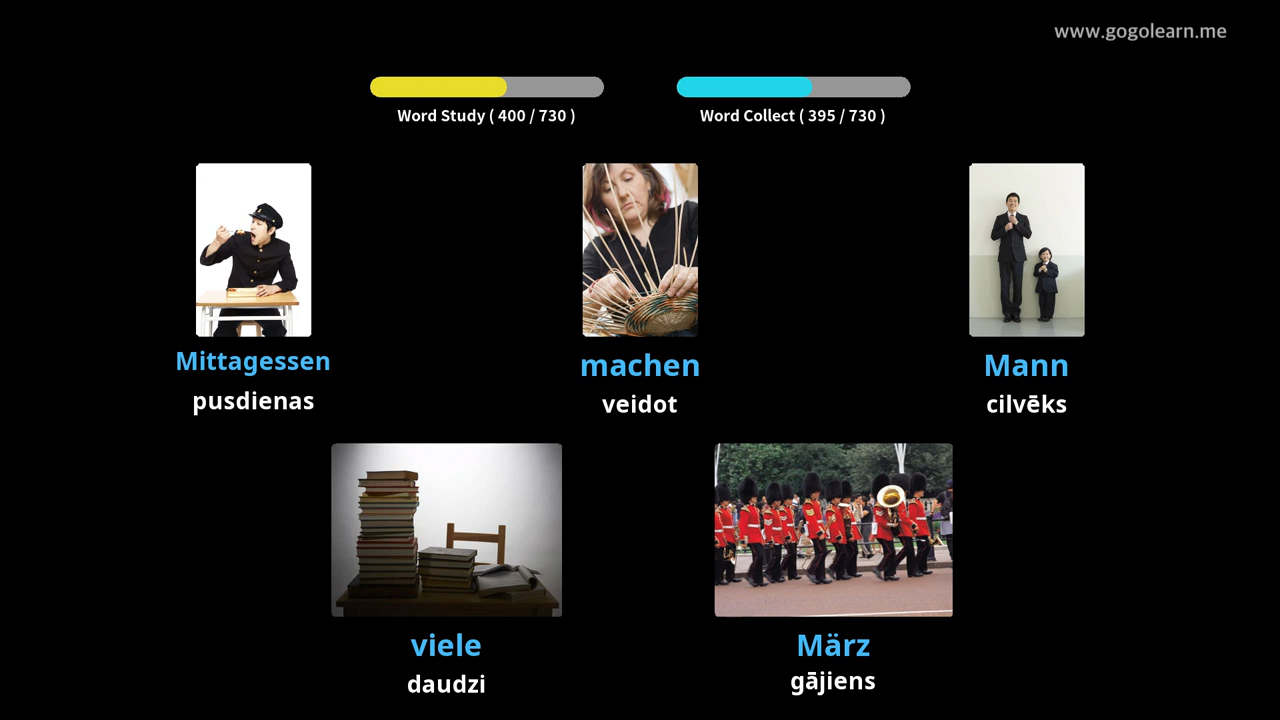 www.gogolearn.me
Word Study ( 400 / 730 )
Word Collect ( 395 / 730 )
Mittagessen
pusdienas
machen
veidot
Mann
cilvēks
viele
daudzi
März
gājiens